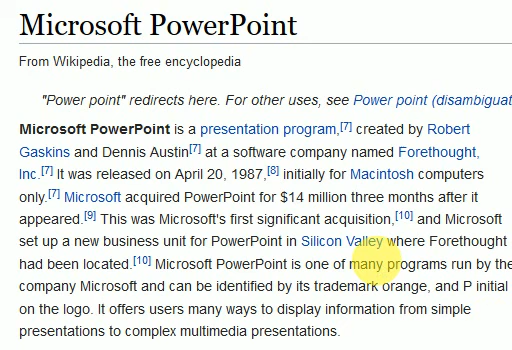 Microsoft PowerPoint
From Wikipedia, the free encyclopedia
"Power point" redirects here. For other uses, see Power point (disambiguat
Microsoft PowerPoint is a presentation program,[7] created by Robert
Gaskins and Dennis Austin[7] at a software company named Forethought,
Inc.[7] It was released on April 20, 1987,[8] initially for Macintosh computers
only.[7] Microsoft acquired PowerPoint for $14 million three months after it
appeared.[9] This was Microsoft's first significant acquisition,[10] and Microsoft
set up a new business unit for PowerPoint in Silicon Valley where Forethought
had been located.[10] Microsoft PowerPoint is one of many programs run by the
company Microsoft and can be identified by its trademark orange, and P initial
on the logo. It offers users many ways to display information from simple
presentations to complex multimedia presentations.